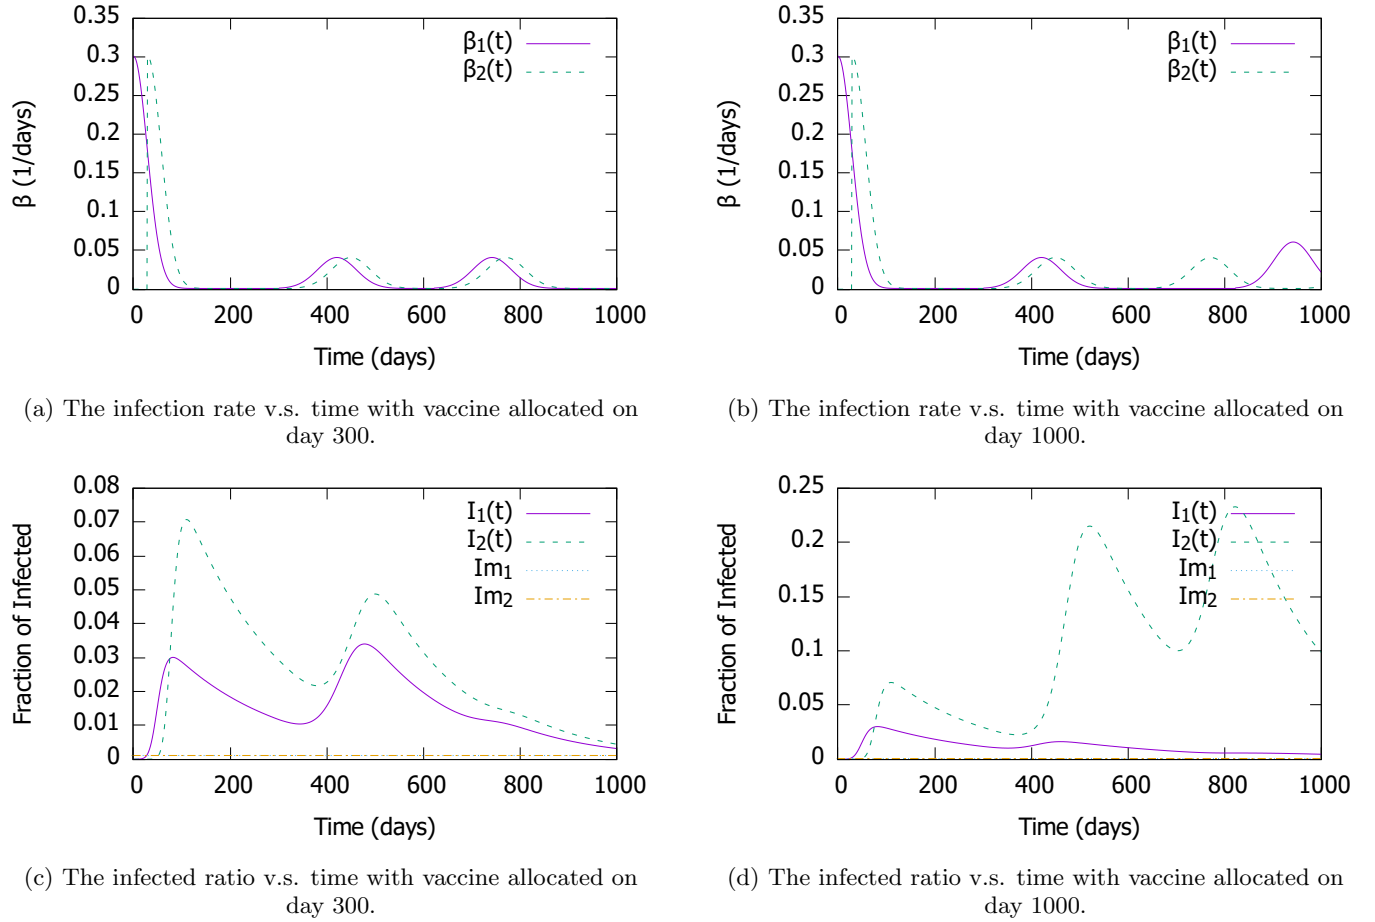 0.35
0.3
0.25
0.2
0.15
0.1
0.05
0
β (1/days)
β1(t)
β2(t)
0 200 400 600 800 1000
Time (days)
(a) The infection rate v.s. time with vaccine allocated on
day 300.
0.35
0.3
0.25
0.2
0.15
0.1
0.05
0
β (1/days)
β1(t)
β2(t)
0 200 400 600 800 1000
Time (days)
(b) The infection rate v.s. time with vaccine allocated on
day 1000.
0.08
0.07
0.06
0.05
0.04
0.03
0.02
0.01
0
Fraction of Infected
I1(t)
I2(t)
Im1
Im2
0 200 400 600 800 1000
Time (days)
(c) The infected ratio v.s. time with vaccine allocated on
day 300.
0.25
0.2
0.15
0.1
0.05
0
Fraction of Infected
I1(t)
I2(t)
Im1
Im2
0 200 400 600 800 1000
Time (days)
(d) The infected ratio v.s. time with vaccine allocated on
day 1000.